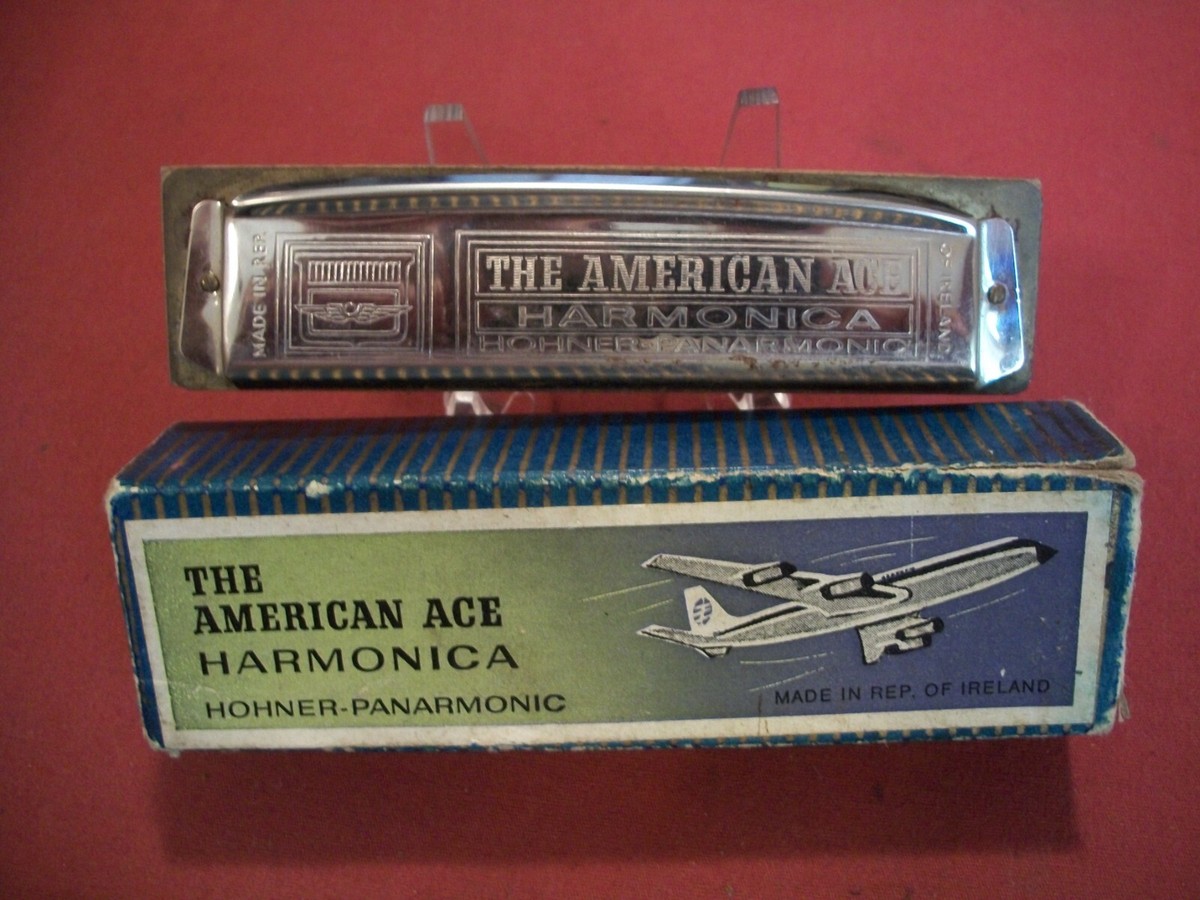 MADE IN REP.
THE AMERICAN ACE
HARMONICA
HOHNER-PANARMONIC
OF IRELAND
THE
AMERICAN ACE
HARMONICA
HOHNER-PANARMONIC
MADE IN REP. OF IRELAND